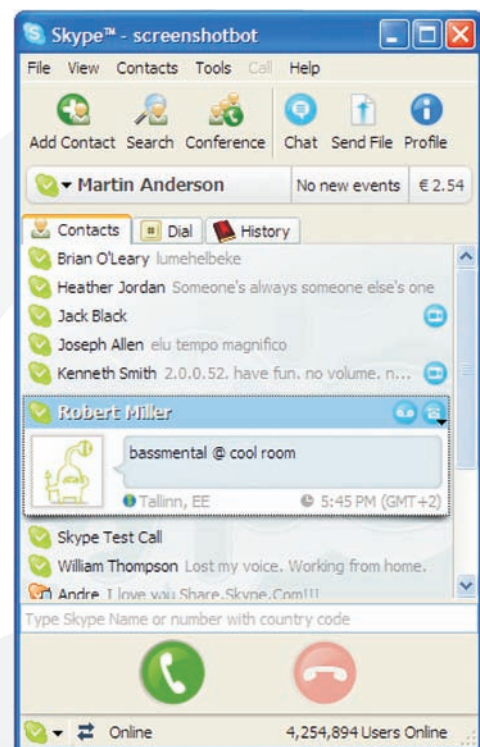 Skype™ - screenshotbot
File View Contacts Tools Call Help
Add Contact Search Conference Chat Send File Profile
Martin Anderson No new events € 2.54
Contacts Dial History
Brian O'Leary lumehelbeke
Heather Jordan Someone's always someone else's one
Jack Black
Joseph Allen elu tempo magnifico
Kenneth Smith 2.0.0.52. have fun. no volume. n...
Robert Miller
bassmental @ cool room
Tallinn, EE 5:45 PM (GMT+2)
Skype Test Call
William Thompson Lost my voice. Working from home.
Andre I love you Share.Skype.Com!!!
Type Skype Name or number with country code
Online 4,254,894 Users Online